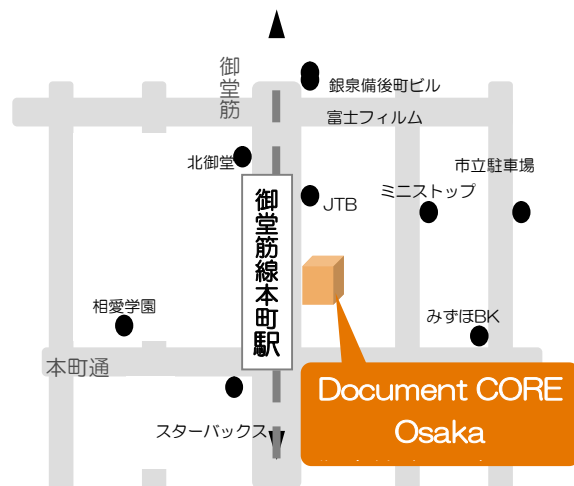 御堂筋
銀泉備後町ビル
富士フィルム
北御堂
市立駐車場
ミニストップ
JTB
御堂筋線本町駅
相愛学園
みずほBK
本町通
Document CORE
Osaka
スターバックス